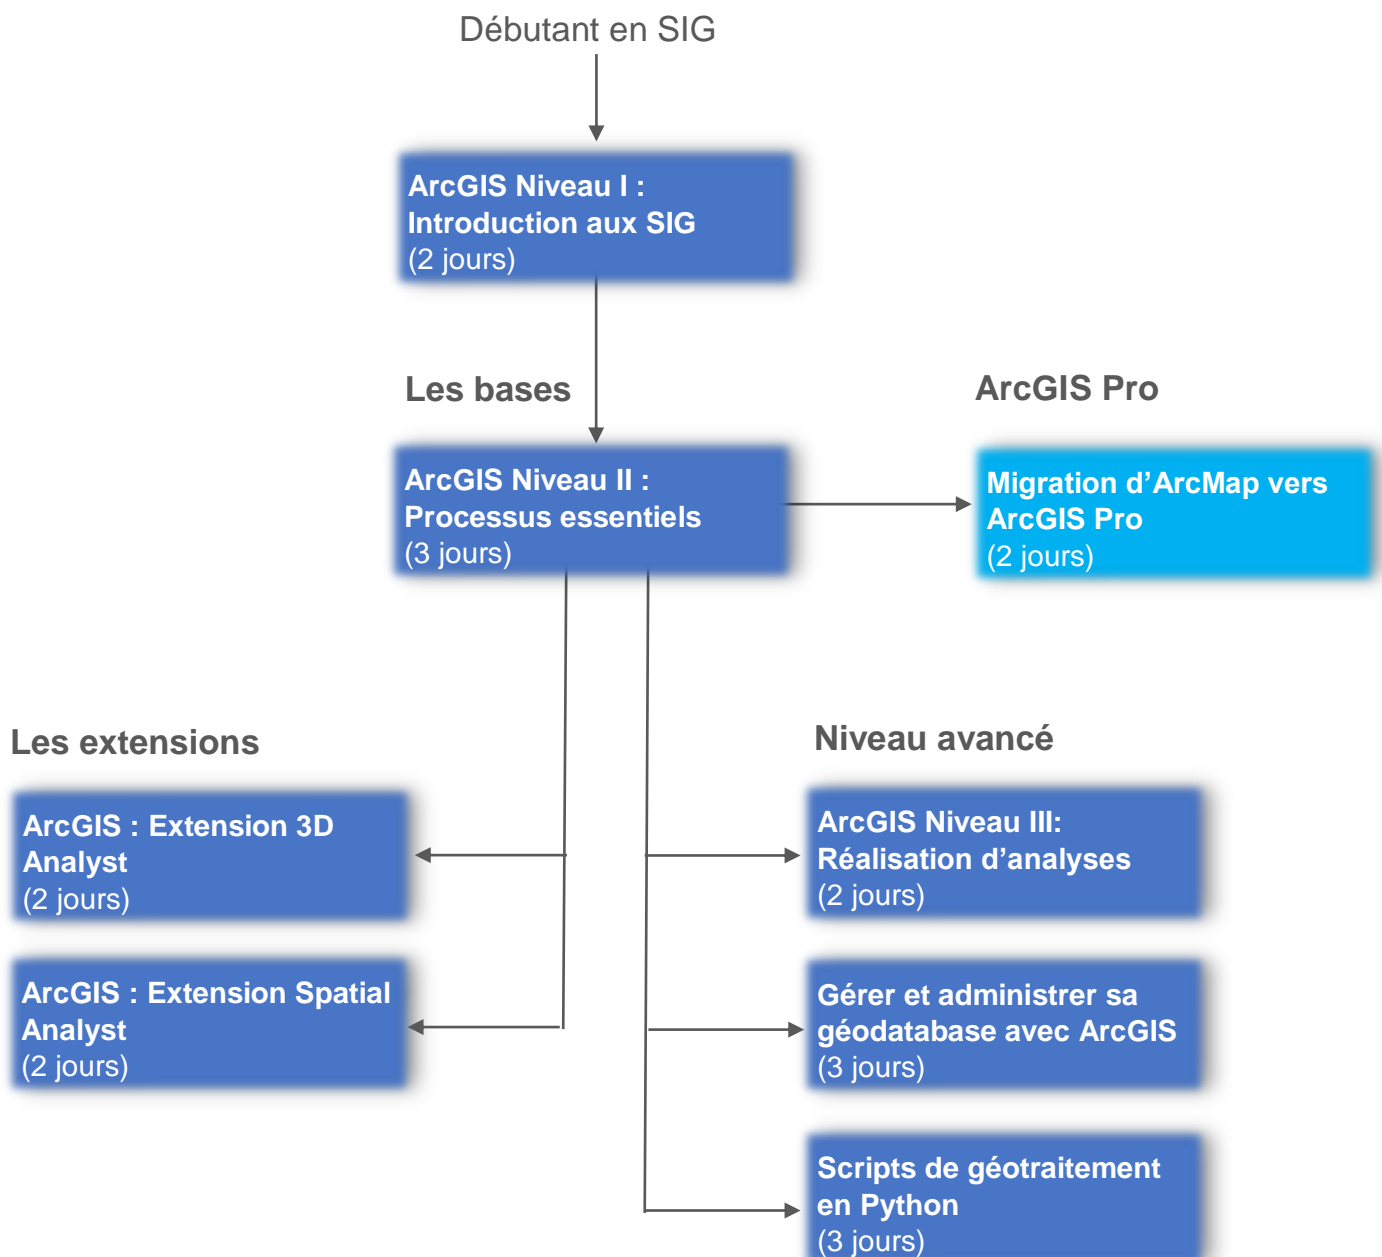 Débutant en SIG
ArcGIS Niveau I :
Introduction aux SIG
(2 jours)
Les bases
ArcGIS Pro
ArcGIS Niveau II :
Processus essentiels
(3 jours)
Migration d’ArcMap vers
ArcGIS Pro
(2 jours)
Les extensions
Niveau avancé
ArcGIS : Extension 3D
Analyst
(2 jours)
ArcGIS Niveau III:
Réalisation d’analyses
(2 jours)
ArcGIS : Extension Spatial
Analyst
(2 jours)
Gérer et administrer sa
géodatabase avec ArcGIS
(3 jours)
Scripts de géotraitement
en Python
(3 jours)